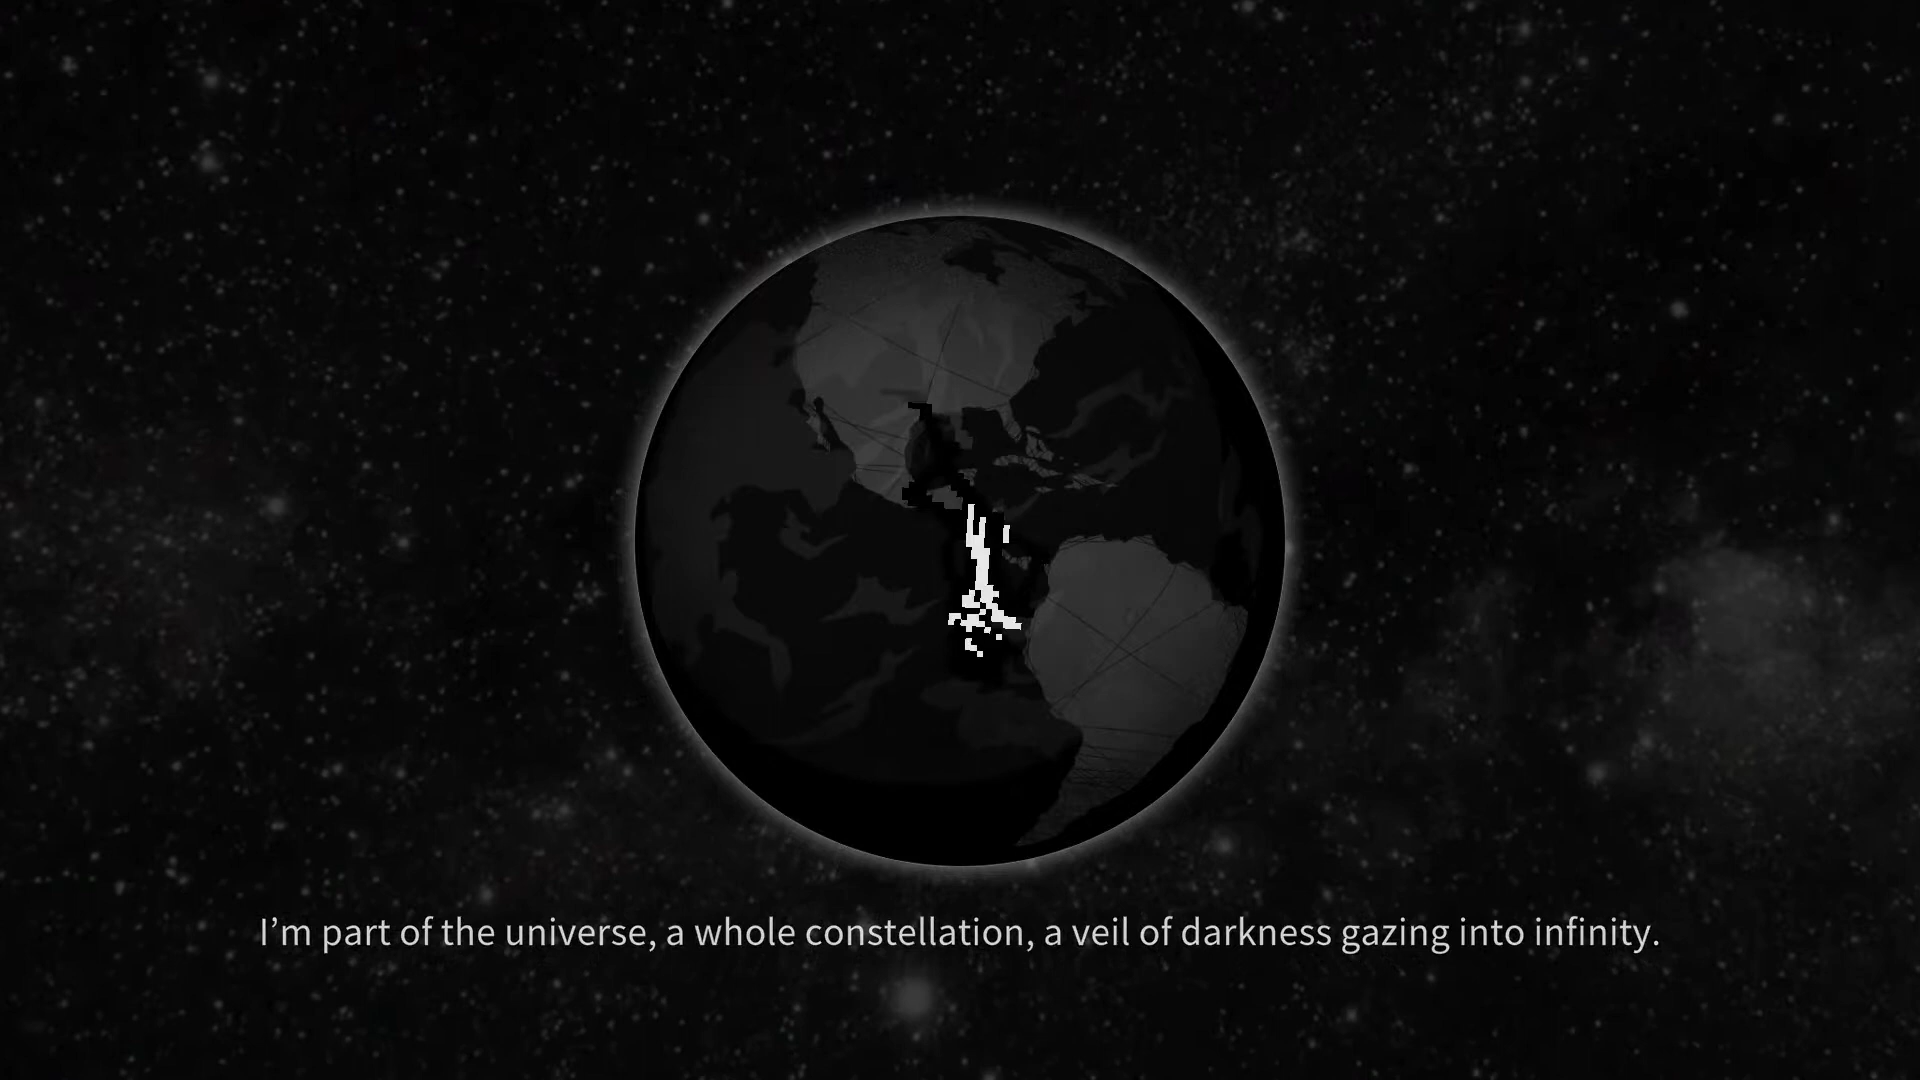 I’m part of the universe, a whole constellation, a veil of darkness gazing into infinity.